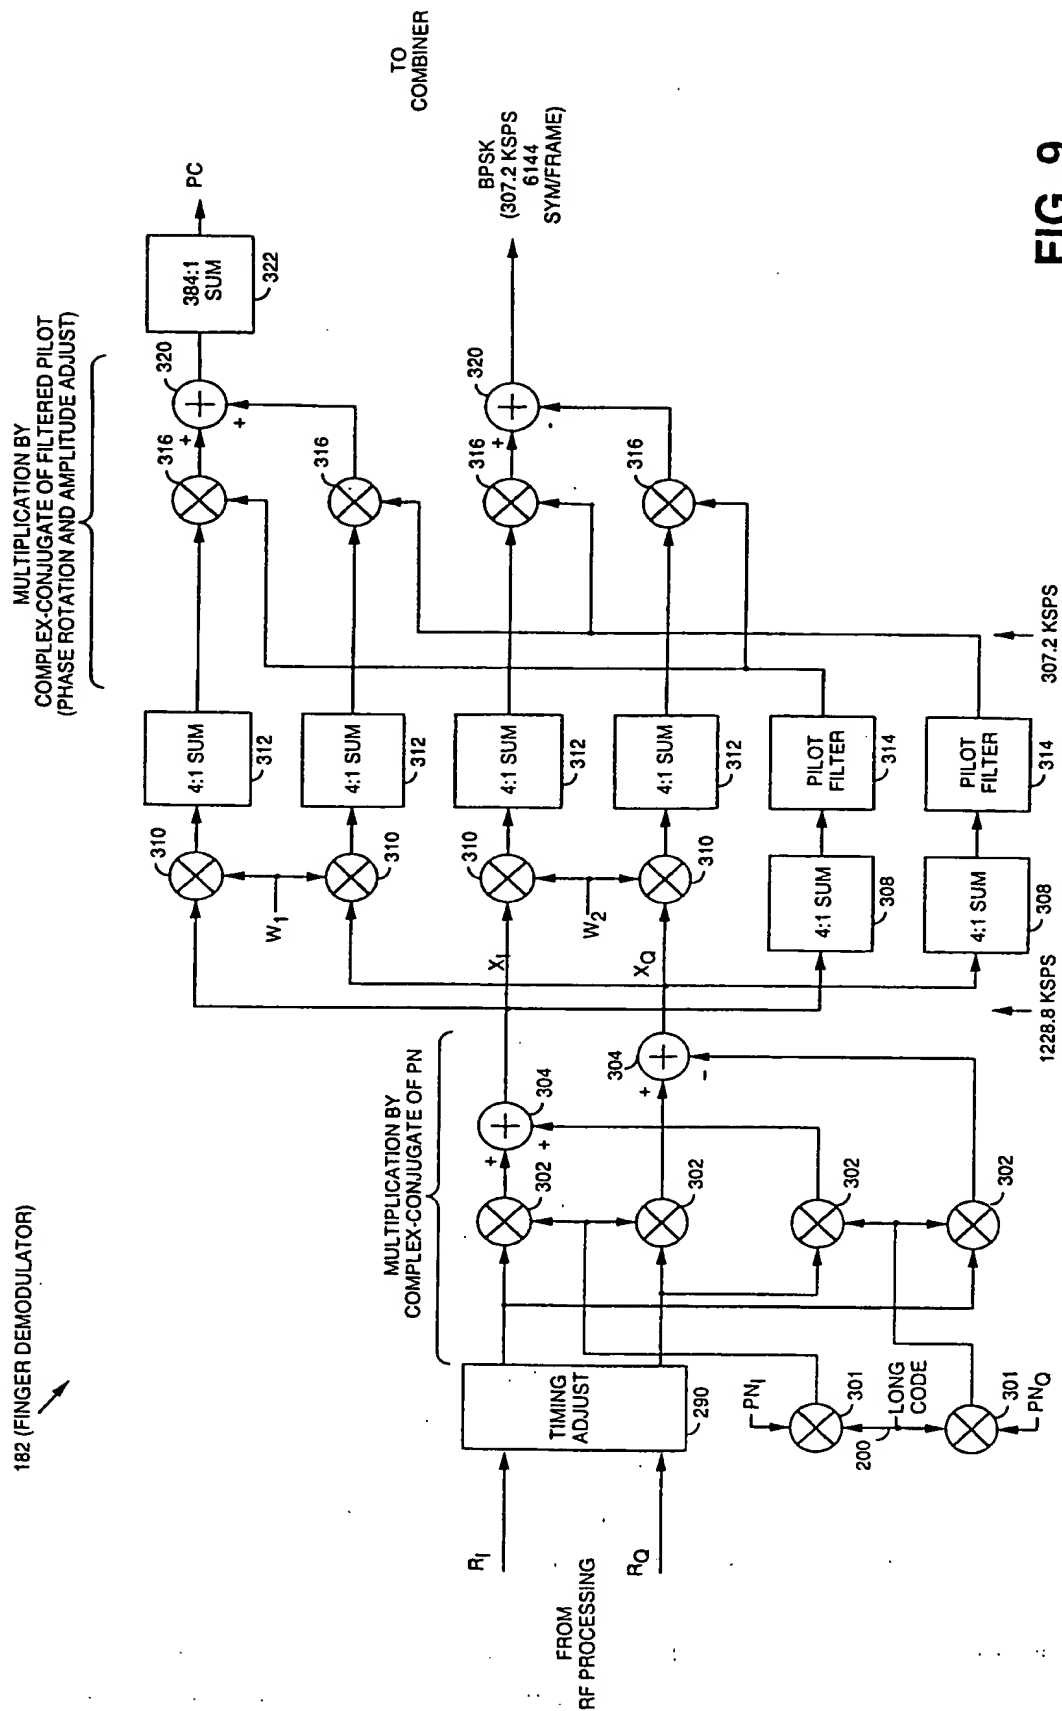 182 (FINGER DEMODULATOR)
MULTIPLICATION BY
COMPLEX-CONJUGATE OF FILTERED PILOT
(PHASE ROTATION AND AMPLITUDE ADJUST)
MULTIPLICATION BY
COMPLEX-CONJUGATE OF PN
FROM
RF PROCESSING
RI
RQ
TIMING
ADJUST
290
PNI
301
LONG
CODE
200
301
PNQ
302
302
302
302
+
+
304
304
+
-
XI
XQ
1228.8 KSPS
310
W1
310
310
W2
310
4:1 SUM
312
4:1 SUM
312
4:1 SUM
312
4:1 SUM
312
4:1 SUM
308
4:1 SUM
308
PILOT
FILTER
314
PILOT
FILTER
314
307.2 KSPS
316
316
316
316
+
+
320
+
-
320
384:1
SUM
322
PC
BPSK
(307.2 KSPS
6144
SYM/FRAME)
TO
COMBINER
FIG. 9